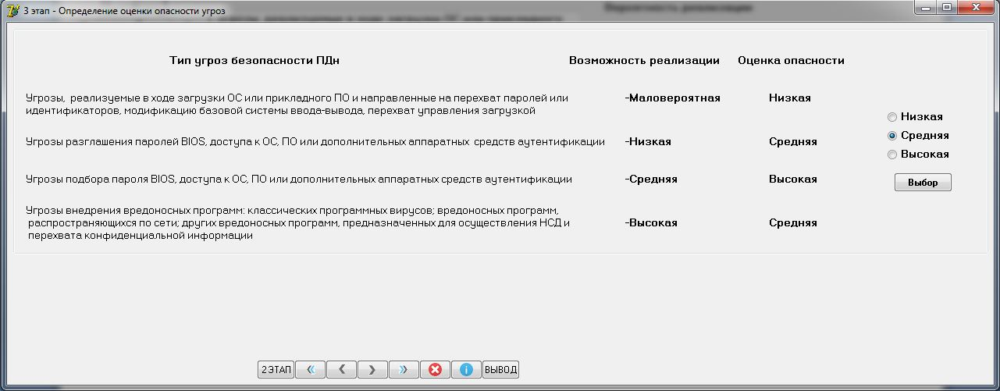 3 этап - Определение оценки опасности угроз
Вероятность реализации
Тип угроз безопасности ПДн
Возможность реализации
Оценка опасности
Угрозы, реализуемые в ходе загрузки ОС или прикладного ПО и направленные на перехват паролей или
идентификаторов, модификацию базовой системы ввода-вывода, перехват управления загрузкой
-Маловероятная
Низкая
Угрозы разглашения паролей BIOS, доступа к ОС, ПО или дополнительных аппаратных средств аутентификации
-Низкая
Средняя
Угрозы подбора пароля BIOS, доступа к ОС, ПО или дополнительных аппаратных средств аутентификации
-Средняя
Высокая
Угрозы внедрения вредоносных программ: классических программных вирусов; вредоносных программ,
распространяющихся по сети; других вредоносных программ, предназначенных для осуществления НСД и
перехвата конфиденциальной информации
-Высокая
Средняя
Низкая
Средняя
Высокая
Выбор
2 ЭТАП
ВЫВОД